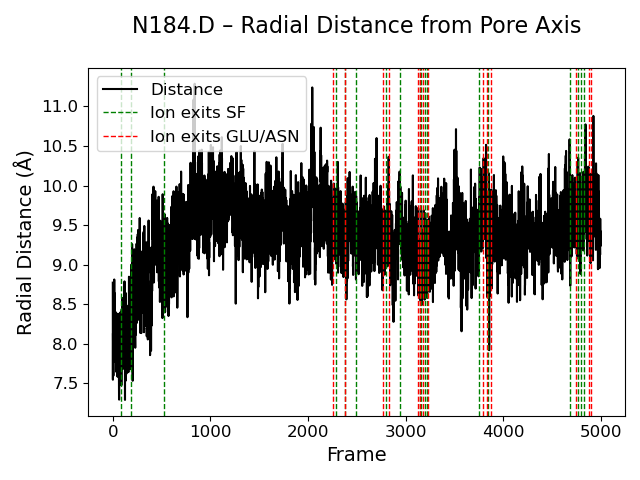 N184.D – Radial Distance from Pore Axis
Distance
Ion exits SF
Ion exits GLU/ASN
Radial Distance (Å)
11.0
10.5
10.0
9.5
9.0
8.5
8.0
7.5
0 1000 2000 3000 4000 5000
Frame